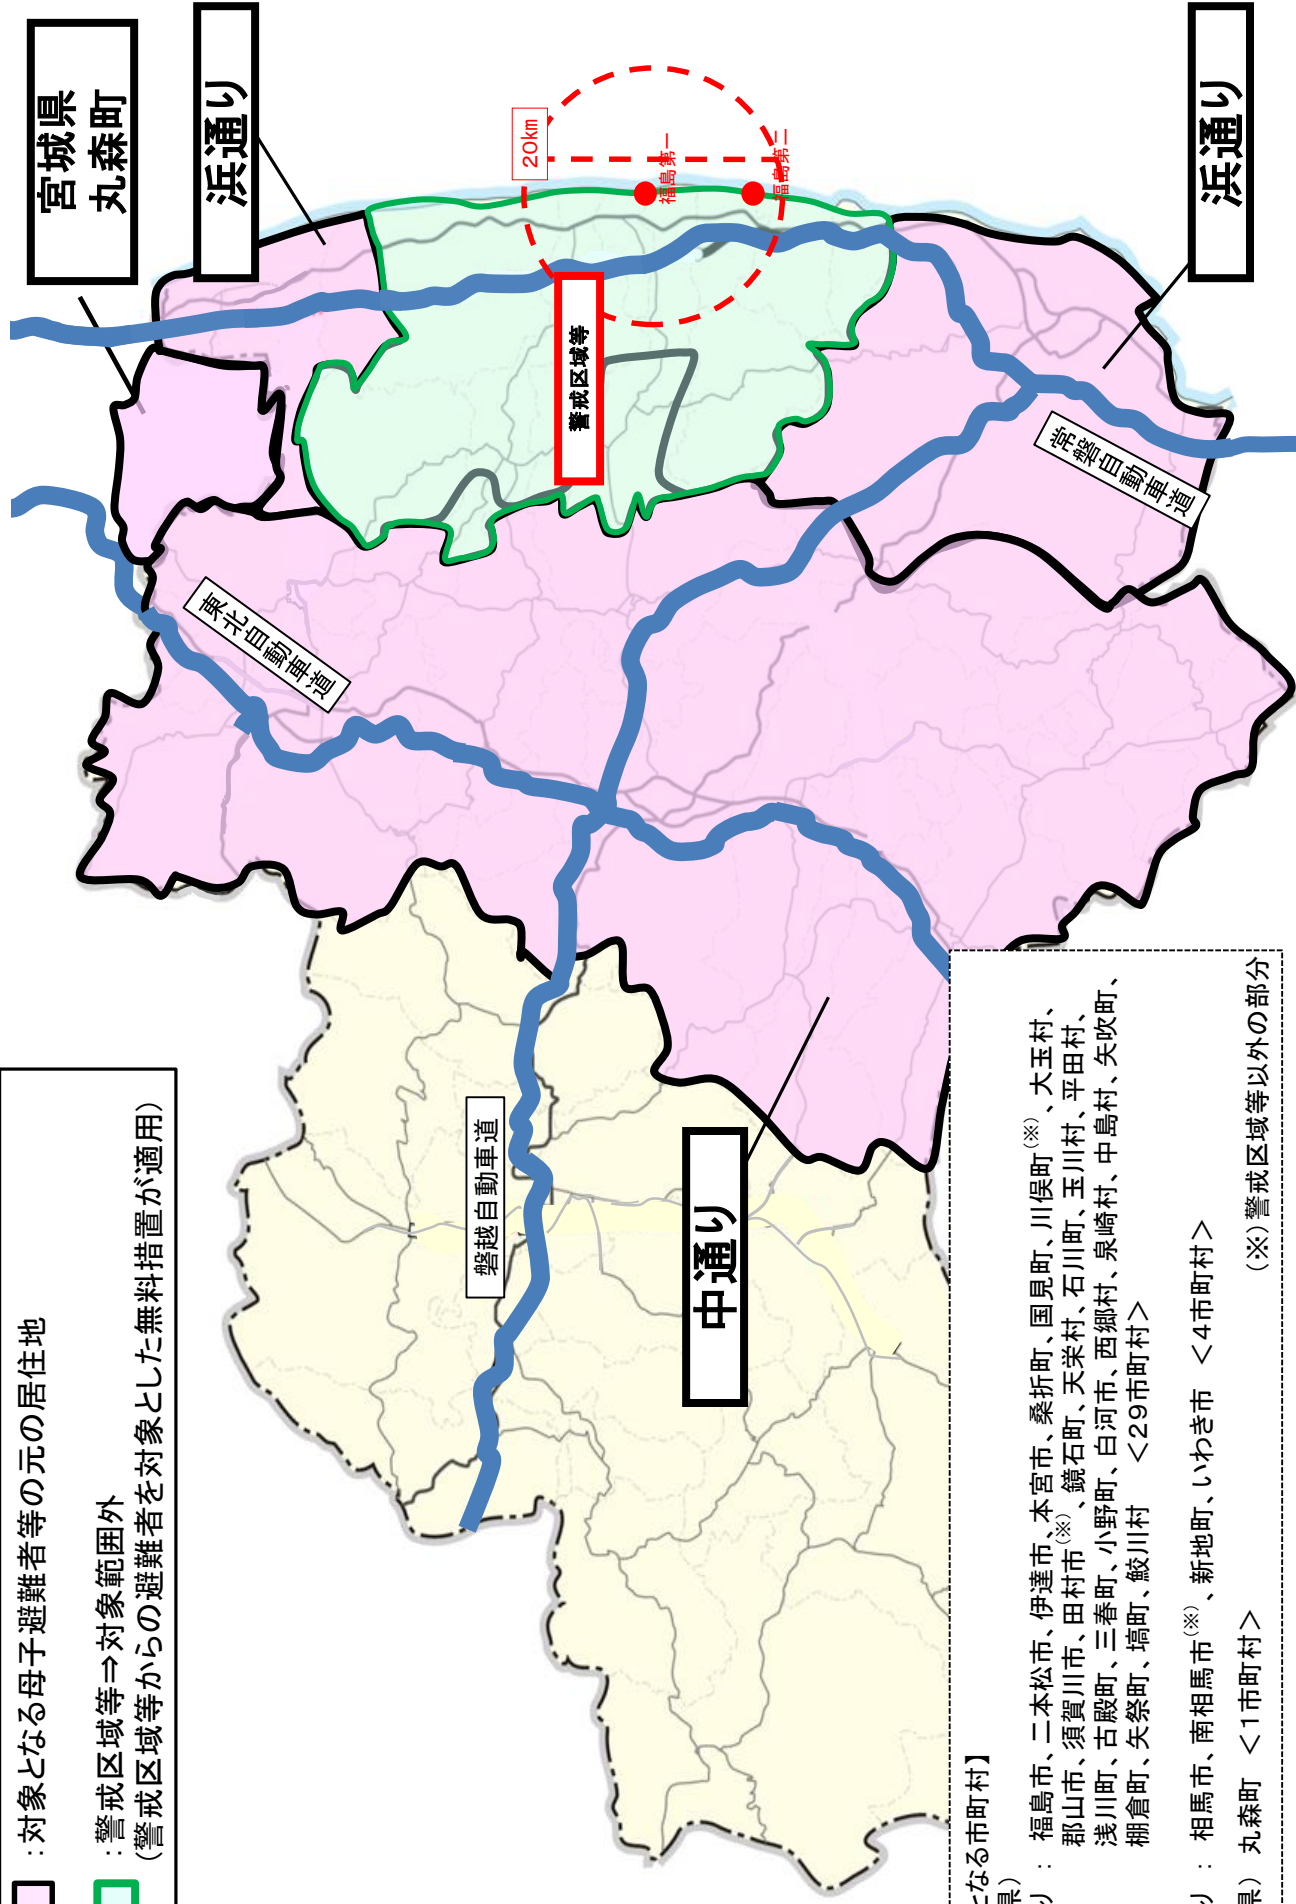 ：対象となる母子避難者等の元の居住地
：警戒区域等⇒対象範囲外
（警戒区域等からの避難者を対象とした無料措置が適用）
宮城県
丸森町
浜通り
20km
福島第一
福島第二
警戒区域等
浜通り
東北自動車道
常磐自動車道
磐越自動車道
中通り
となる市町村】
県）
り ： 福島市、二本松市、伊達市、本宮市、桑折町、国見町、川俣町(※)、大玉村、
郡山市、須賀川市、田村市(※)、鏡石町、天栄村、石川町、玉川村、平田村、
浅川町、古殿町、三春町、小野町、白河市、西郷村、泉崎村、中島村、矢吹町、
棚倉町、矢祭町、塙町、鮫川村 ＜29市町村＞
り ： 相馬市、南相馬市(※)、新地町、いわき市 ＜4市町村＞
県） 丸森町 ＜1市町村＞
（※）警戒区域等以外の部分